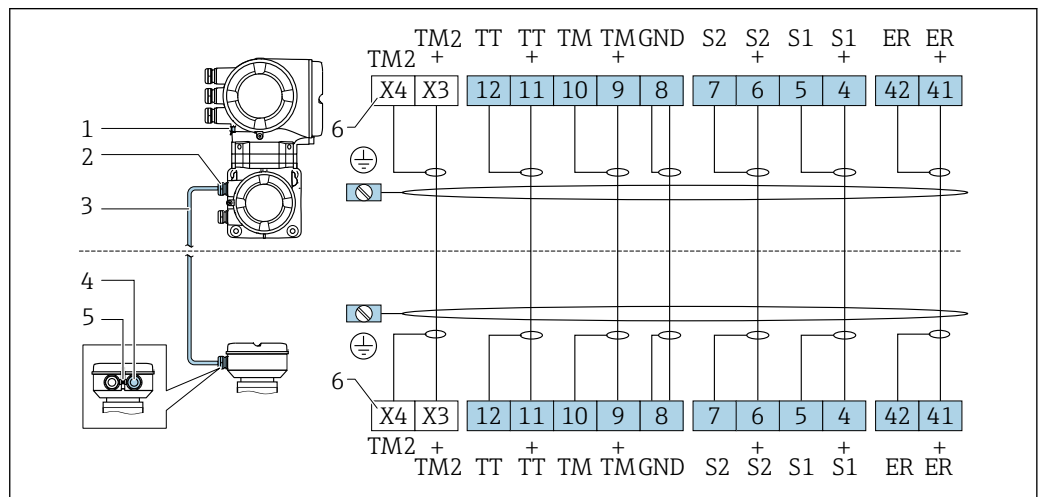 TM2 TT TT TM TM GND S2 S2 S1 S1 ER ER
TM2 + + + + + +
X4 X3 12 11 10 9 8 7 6 5 4 42 41
6
1
2
3
4
5
6
X4 X3 12 11 10 9 8 7 6 5 4 42 41
TM2 + + + + + +
TM2 TT TT TM TM GND S2 S2 S1 S1 ER ER